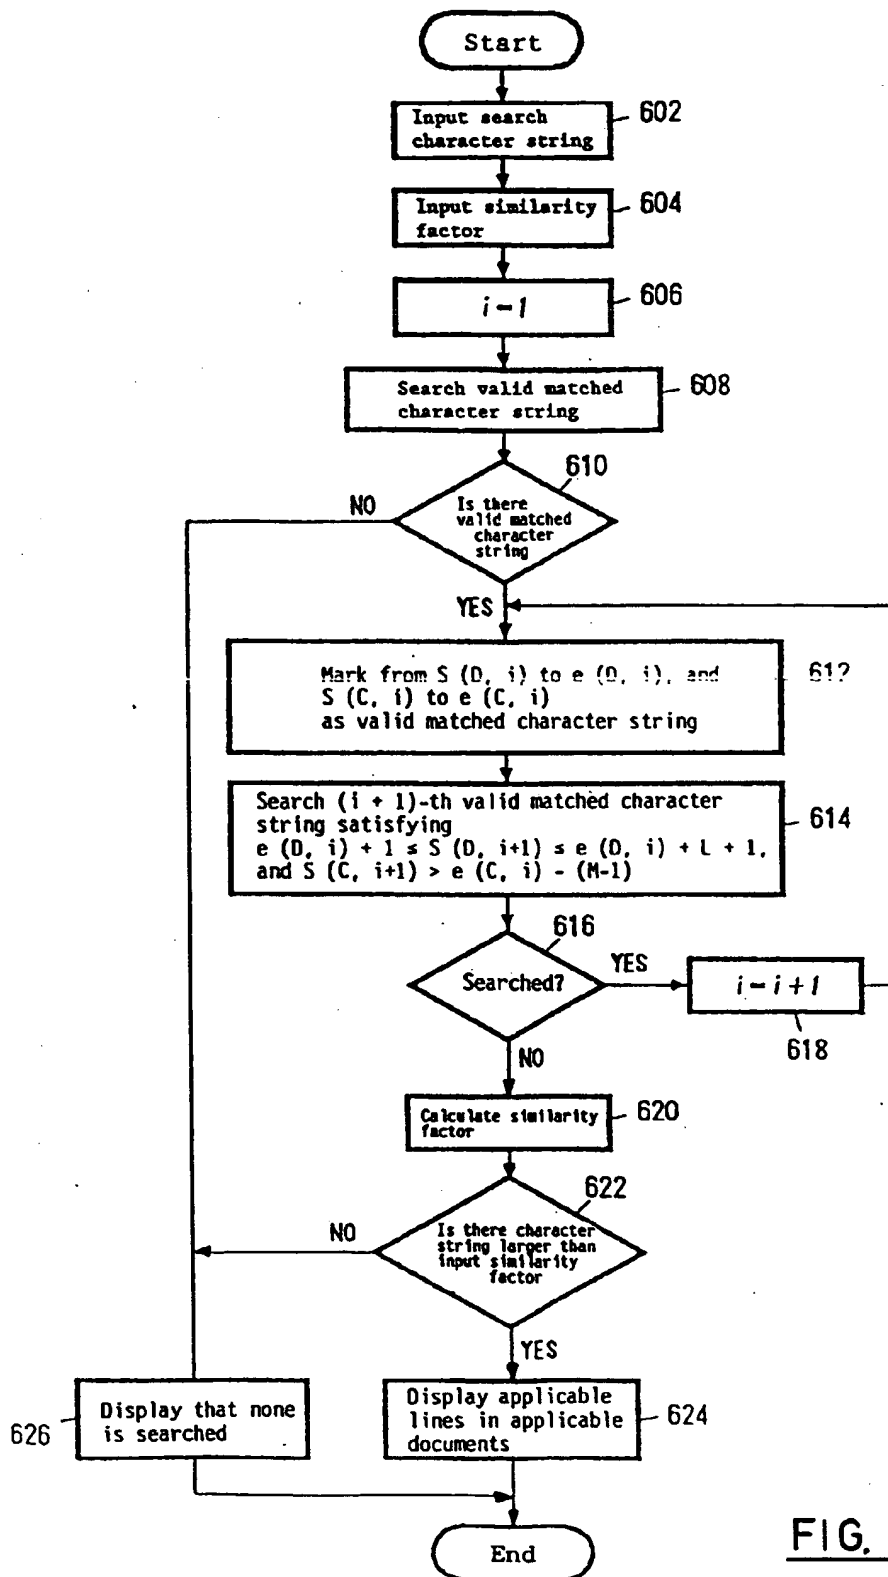 Start
Input search
character string
602
Input similarity
factor
604
i - 1
606
Search valid matched
character string
608
610
NO
Is there
valid matched
character
string
YES
Mark from S (D, i) to e (D, i), and
S (C, i) to e (C, i)
as valid matched character string
612
Search (i + 1)-th valid matched character
string satisfying
e (D, i) + 1 ≤ S (D, i+1) ≤ e (D, i) + L + 1,
and S (C, i+1) > e (C, i) - (M-1)
614
616
Searched?
YES
i - i + 1
618
NO
Calculate similarity
factor
620
622
NO
Is there character
string larger than
input similarity
factor
YES
Display that none
is searched
626
Display applicable
lines in applicable
documents
624
End
FIG.